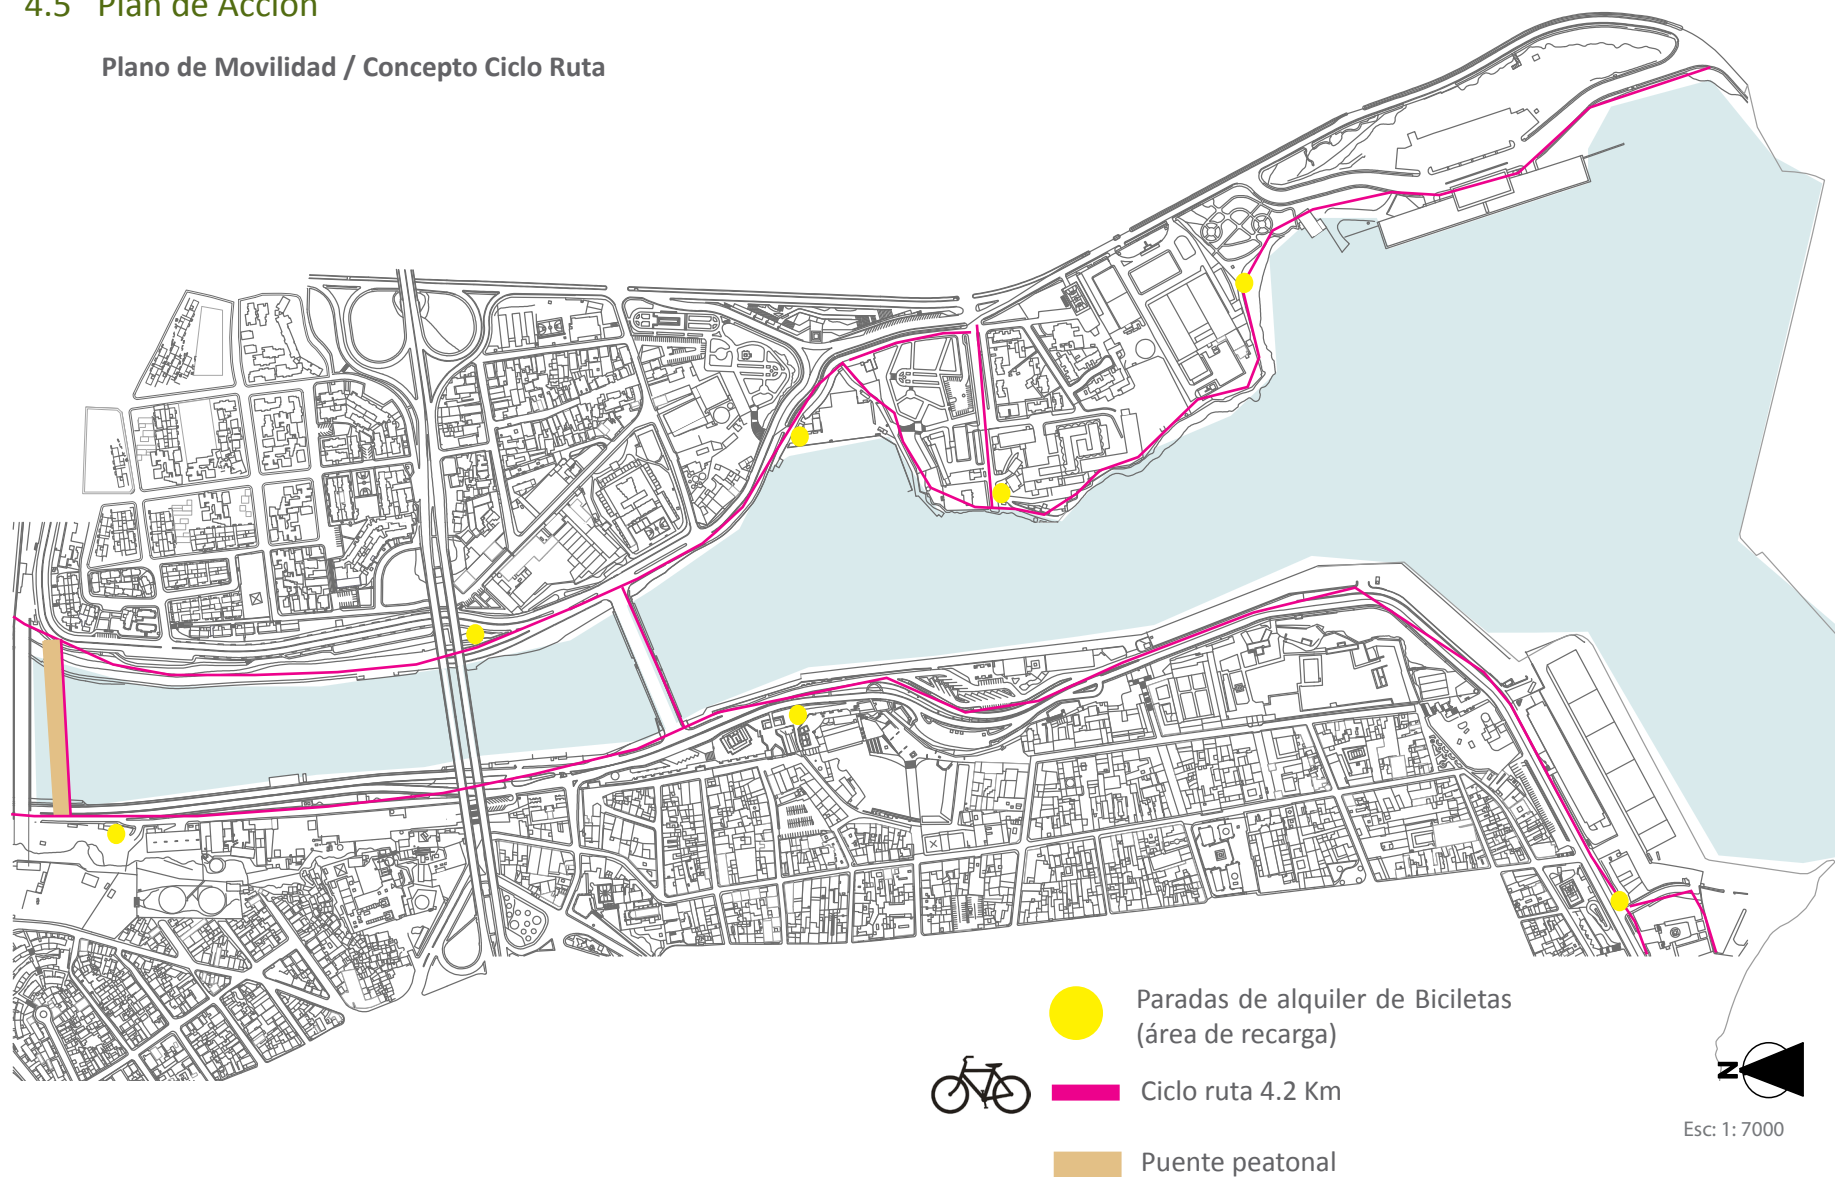 4.5 Plan de Acción
Plano de Movilidad / Concepto Ciclo Ruta
Paradas de alquiler de Biciletas
(área de recarga)
Ciclo ruta 4.2 Km
N
Esc: 1: 7000
Puente peatonal